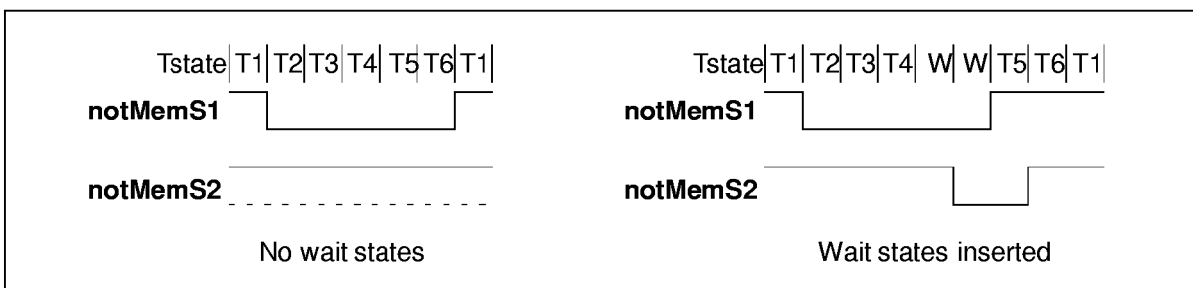 Tstate T1 T2 T3 T4 T5 T6 T1 Tstate T1 T2 T3 T4 W W T5 T6 T1
notMemS1 notMemS1
notMemS2 notMemS2
No wait states Wait states inserted